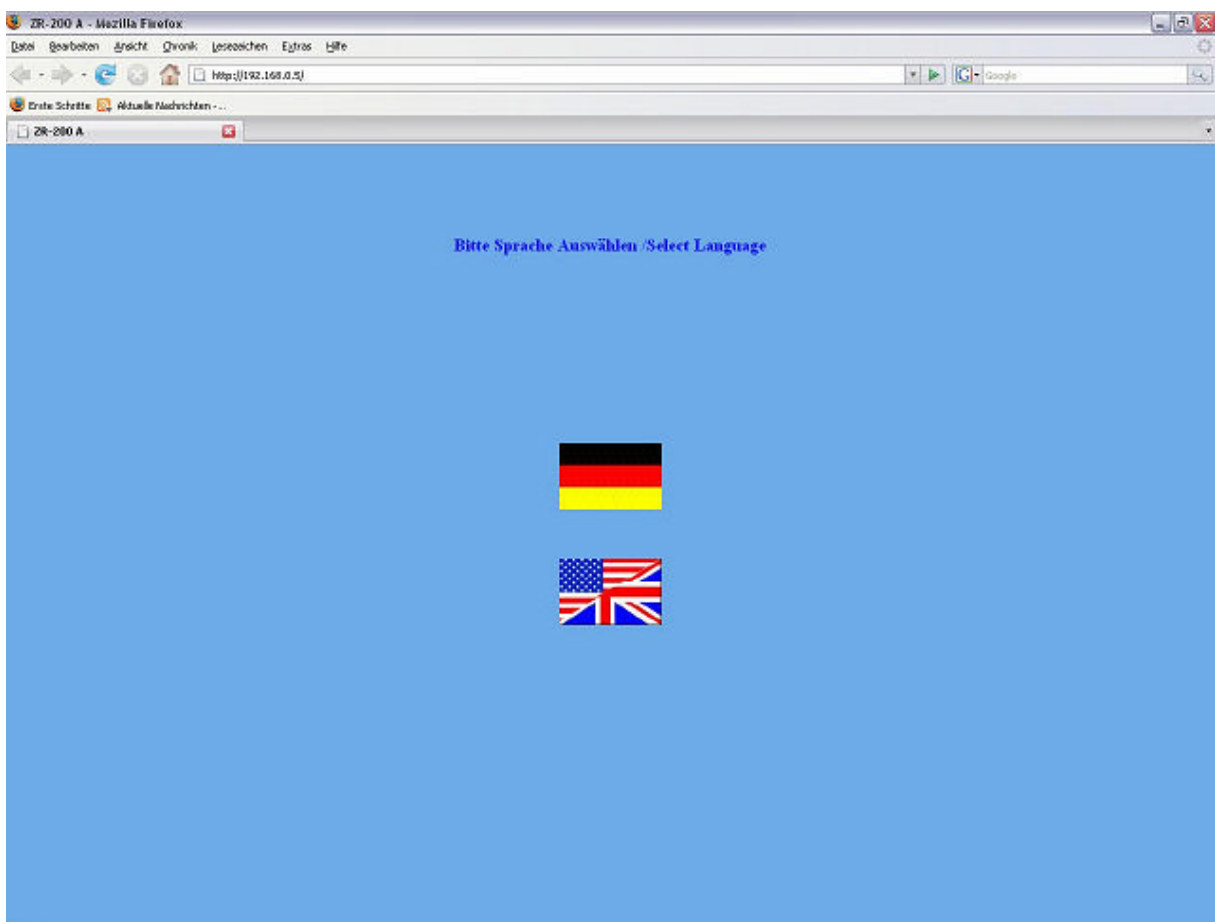 ZR-200 A - Mozilla Firefox
Datei Bearbeiten Ansicht Chronik Lesezeichen Extras Hilfe
http://192.168.0.5/
Google
Erste Schritte Aktuelle Nachrichten - ...
ZR-200 A
Bitte Sprache Auswählen /Select Language